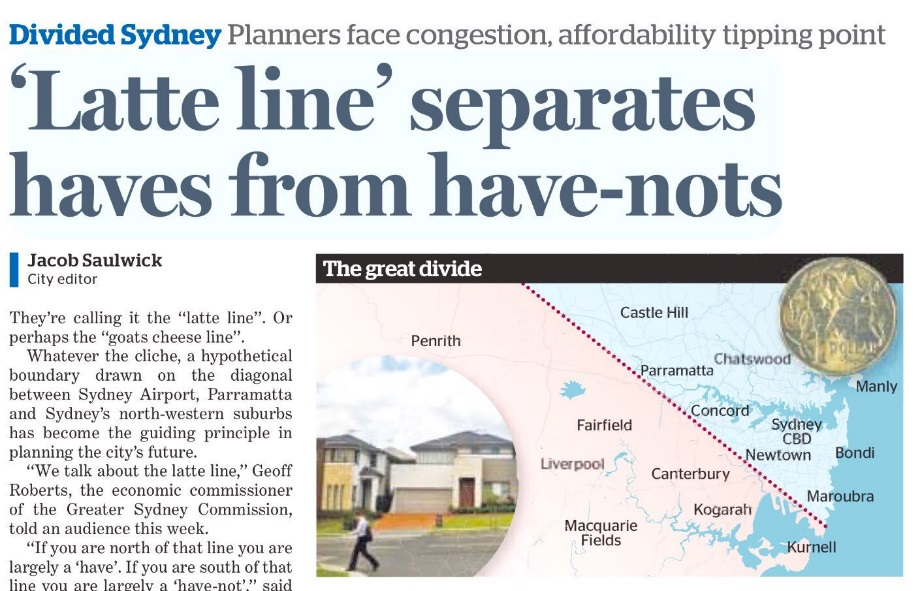 Divided Sydney Planners face congestion, affordability tipping point
‘Latte line’ separates
haves from have-nots
Jacob Saulwick
City editor
They’re calling it the “latte line”. Or
perhaps the “goats cheese line”.
Whatever the cliche, a hypothetical
boundary drawn on the diagonal
between Sydney Airport, Parramatta
and Sydney’s north-western suburbs
has become the guiding principle in
planning the city’s future.
“We talk about the latte line,” Geoff
Roberts, the economic commissioner
of the Greater Sydney Commission,
told an audience this week.
“If you are north of that line you are
largely a ‘have’. If you are south of that
line you are largely a ‘have-not’,” said
The great divide
Castle Hill
Penrith
Chatswood
Parramatta
Manly
Concord
Fairfield
Sydney
CBD
Newtown
Bondi
Liverpool
Canterbury
Maroubra
Kogarah
Macquarie
Fields
Kurnell
DOLLAR